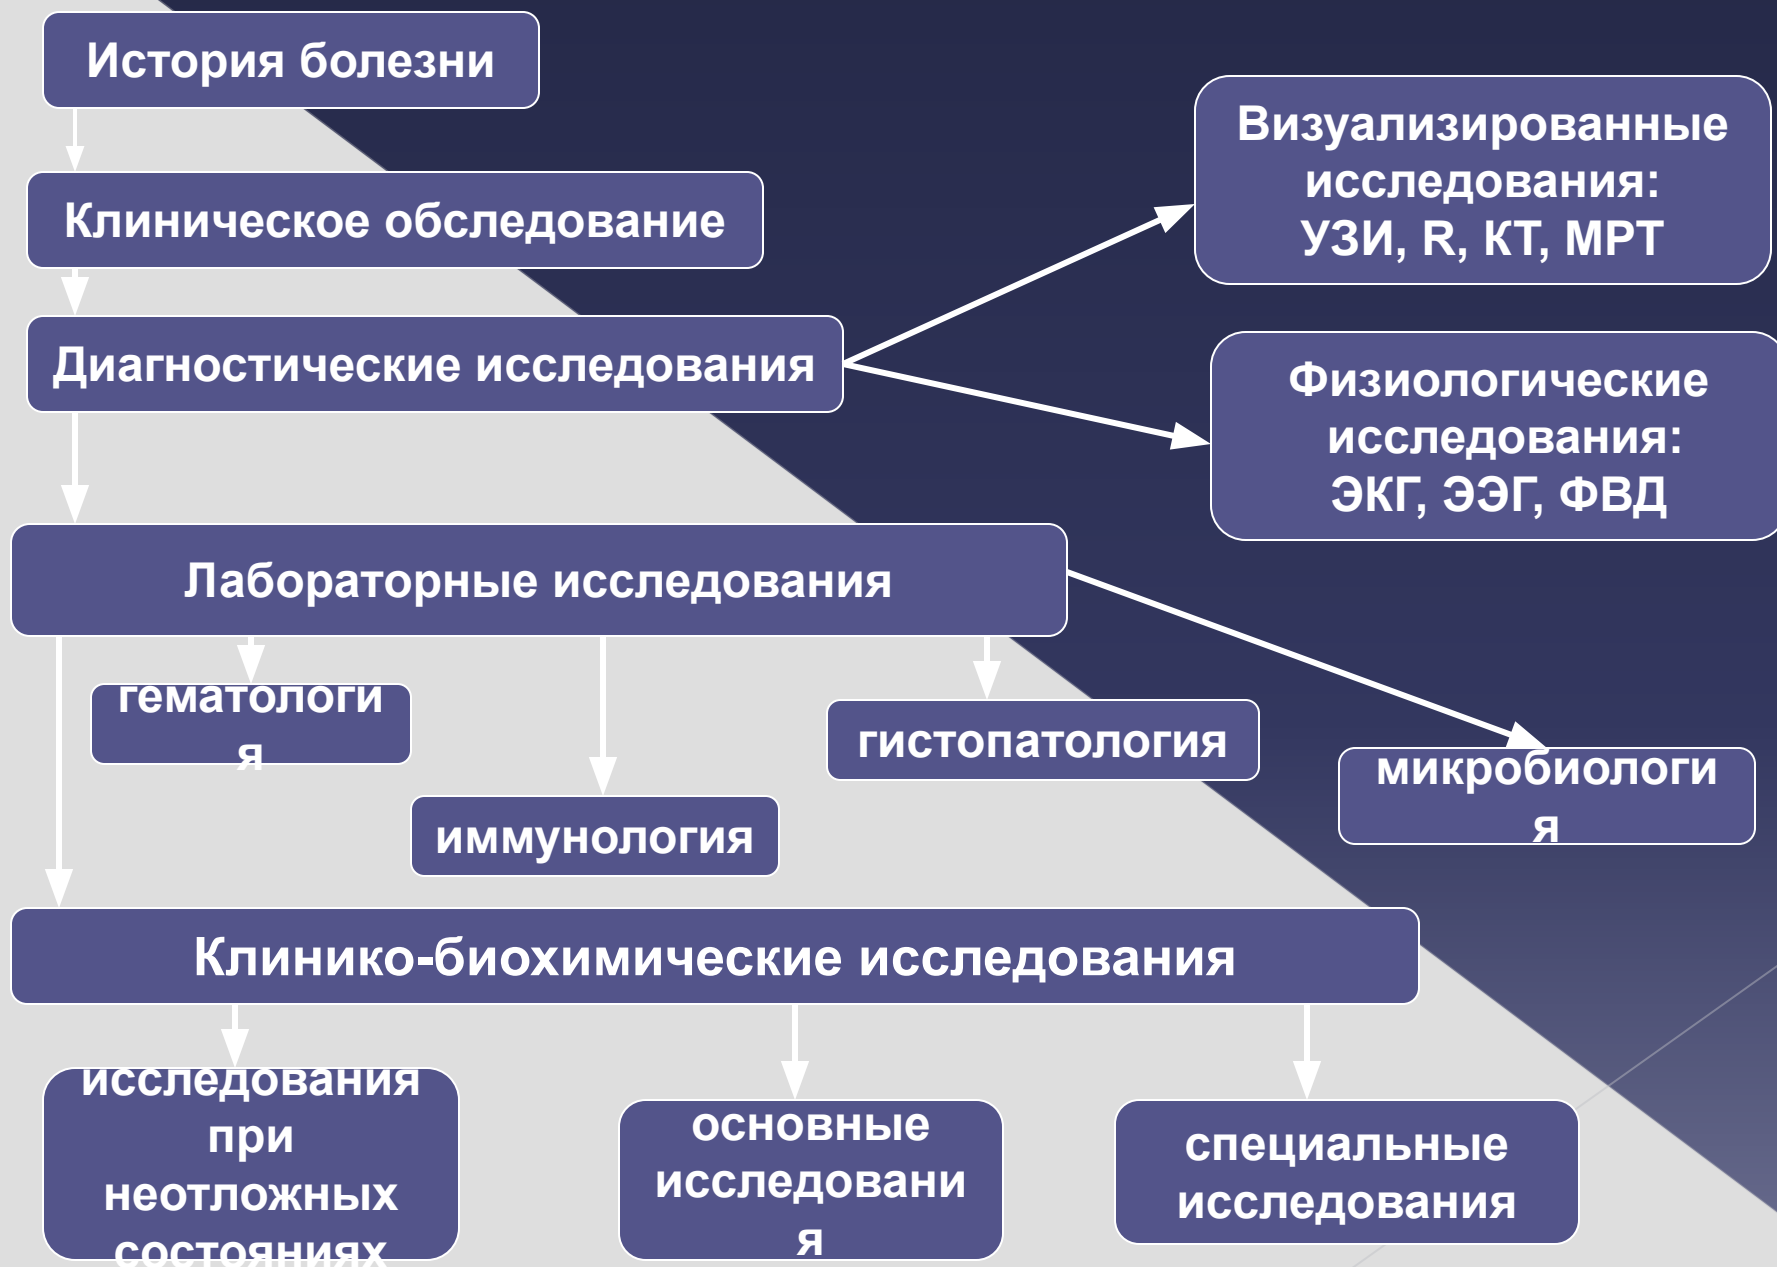 История болезни
Визуализированные
исследования:
УЗИ, R, КТ, МРТ
Клиническое обследование
Диагностические исследования
Физиологические
исследования:
ЭКГ, ЭЭГ, ФВД
Лабораторные исследования
гематологи
я
гистопатология
микробиологи
я
иммунология
Клинико-биохимические исследования
исследования
при
неотложных
состояниях
основные
исследовани
я
специальные
исследования